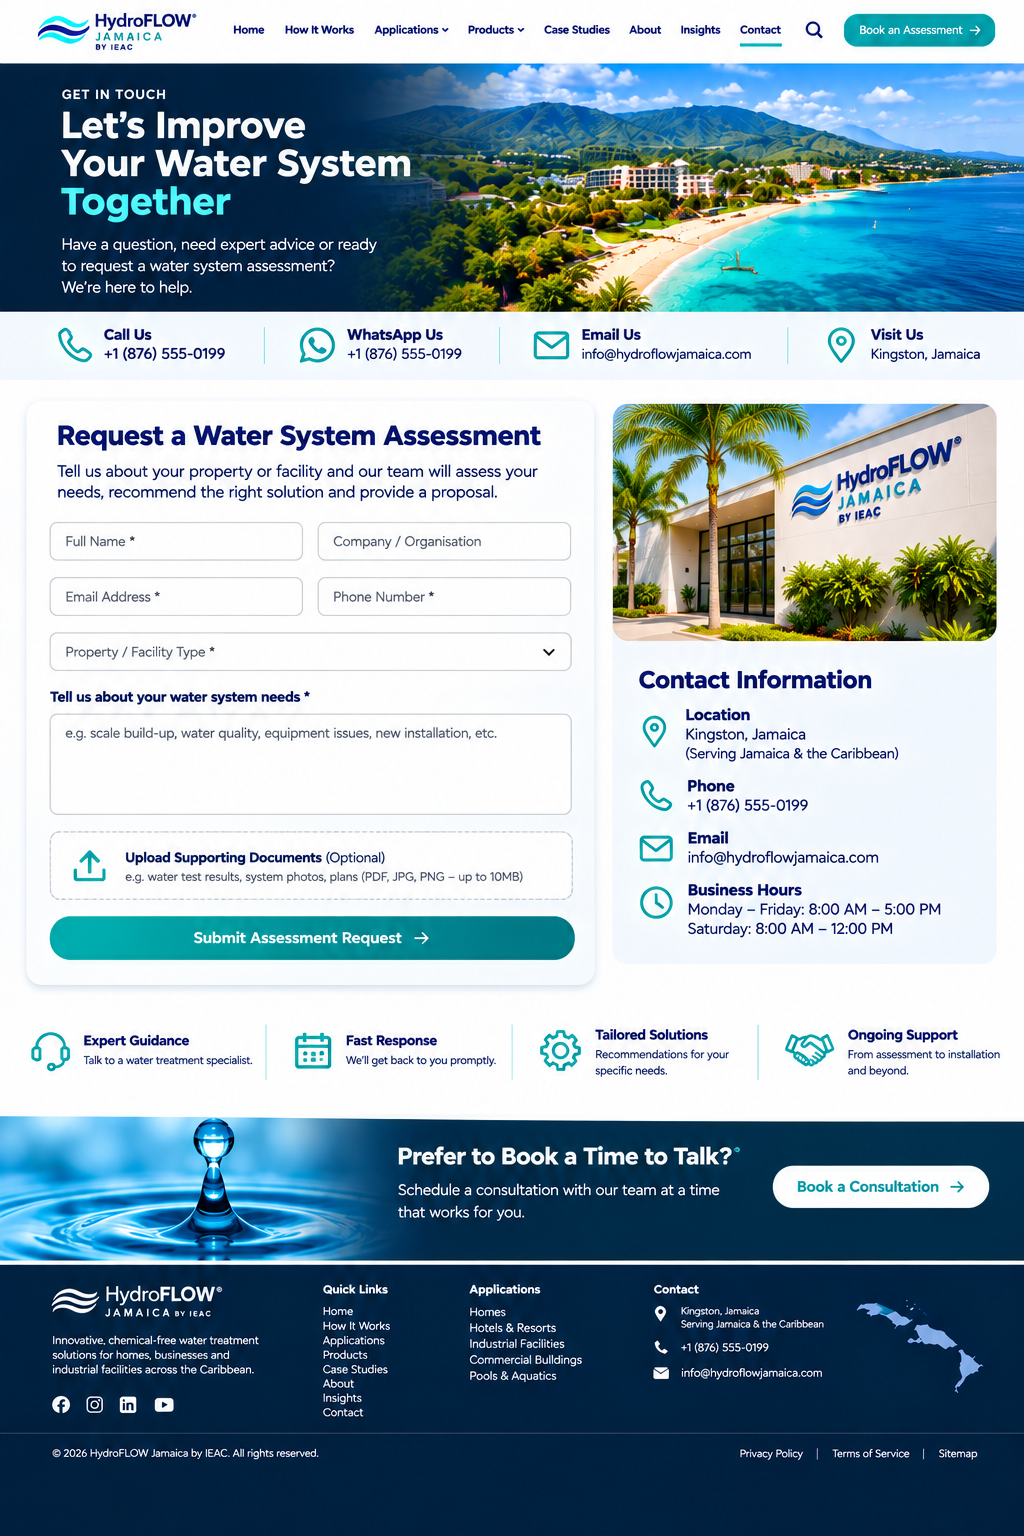 HydroFLOW®
JAMAICA
BY IEAC
Home
How It Works
Applications
Products
Case Studies
About
Insights
Contact
Book an Assessment →
GET IN TOUCH
Let's Improve
Your Water System
Together
Have a question, need expert advice or ready
to request a water system assessment?
We're here to help.
Call Us
+1 (876) 555-0199
WhatsApp Us
+1 (876) 555-0199
Email Us
info@hydroflowjamaica.com
Visit Us
Kingston, Jamaica
Request a Water System Assessment
Tell us about your property or facility and our team will assess your
needs, recommend the right solution and provide a proposal.
Full Name *
Company / Organisation
Email Address *
Phone Number *
Property / Facility Type *
Tell us about your water system needs *
e.g. scale build-up, water quality, equipment issues, new installation, etc.
Upload Supporting Documents (Optional)
e.g. water test results, system photos, plans (PDF, JPG, PNG – up to 10MB)
Submit Assessment Request →
HydroFLOW®
JAMAICA
BY IEAC
Contact Information
Location
Kingston, Jamaica
(Serving Jamaica & the Caribbean)
Phone
+1 (876) 555-0199
Email
info@hydroflowjamaica.com
Business Hours
Monday – Friday: 8:00 AM – 5:00 PM
Saturday: 8:00 AM – 12:00 PM
Expert Guidance
Talk to a water treatment specialist.
Fast Response
We'll get back to you promptly.
Tailored Solutions
Recommendations for your
specific needs.
Ongoing Support
From assessment to installation
and beyond.
Prefer to Book a Time to Talk?
Schedule a consultation with our team at a time
that works for you.
Book a Consultation →
HydroFLOW®
JAMAICA BY IEAC
Innovative, chemical-free water treatment
solutions for homes, businesses and
industrial facilities across the Caribbean.
Quick Links
Home
How It Works
Applications
Products
Case Studies
About
Insights
Contact
Applications
Homes
Hotels & Resorts
Industrial Facilities
Commercial Buildings
Pools & Aquatics
Contact
Kingston, Jamaica
Serving Jamaica & the Caribbean
+1 (876) 555-0199
info@hydroflowjamaica.com
© 2026 HydroFLOW Jamaica by IEAC. All rights reserved.
Privacy Policy | Terms of Service | Sitemap